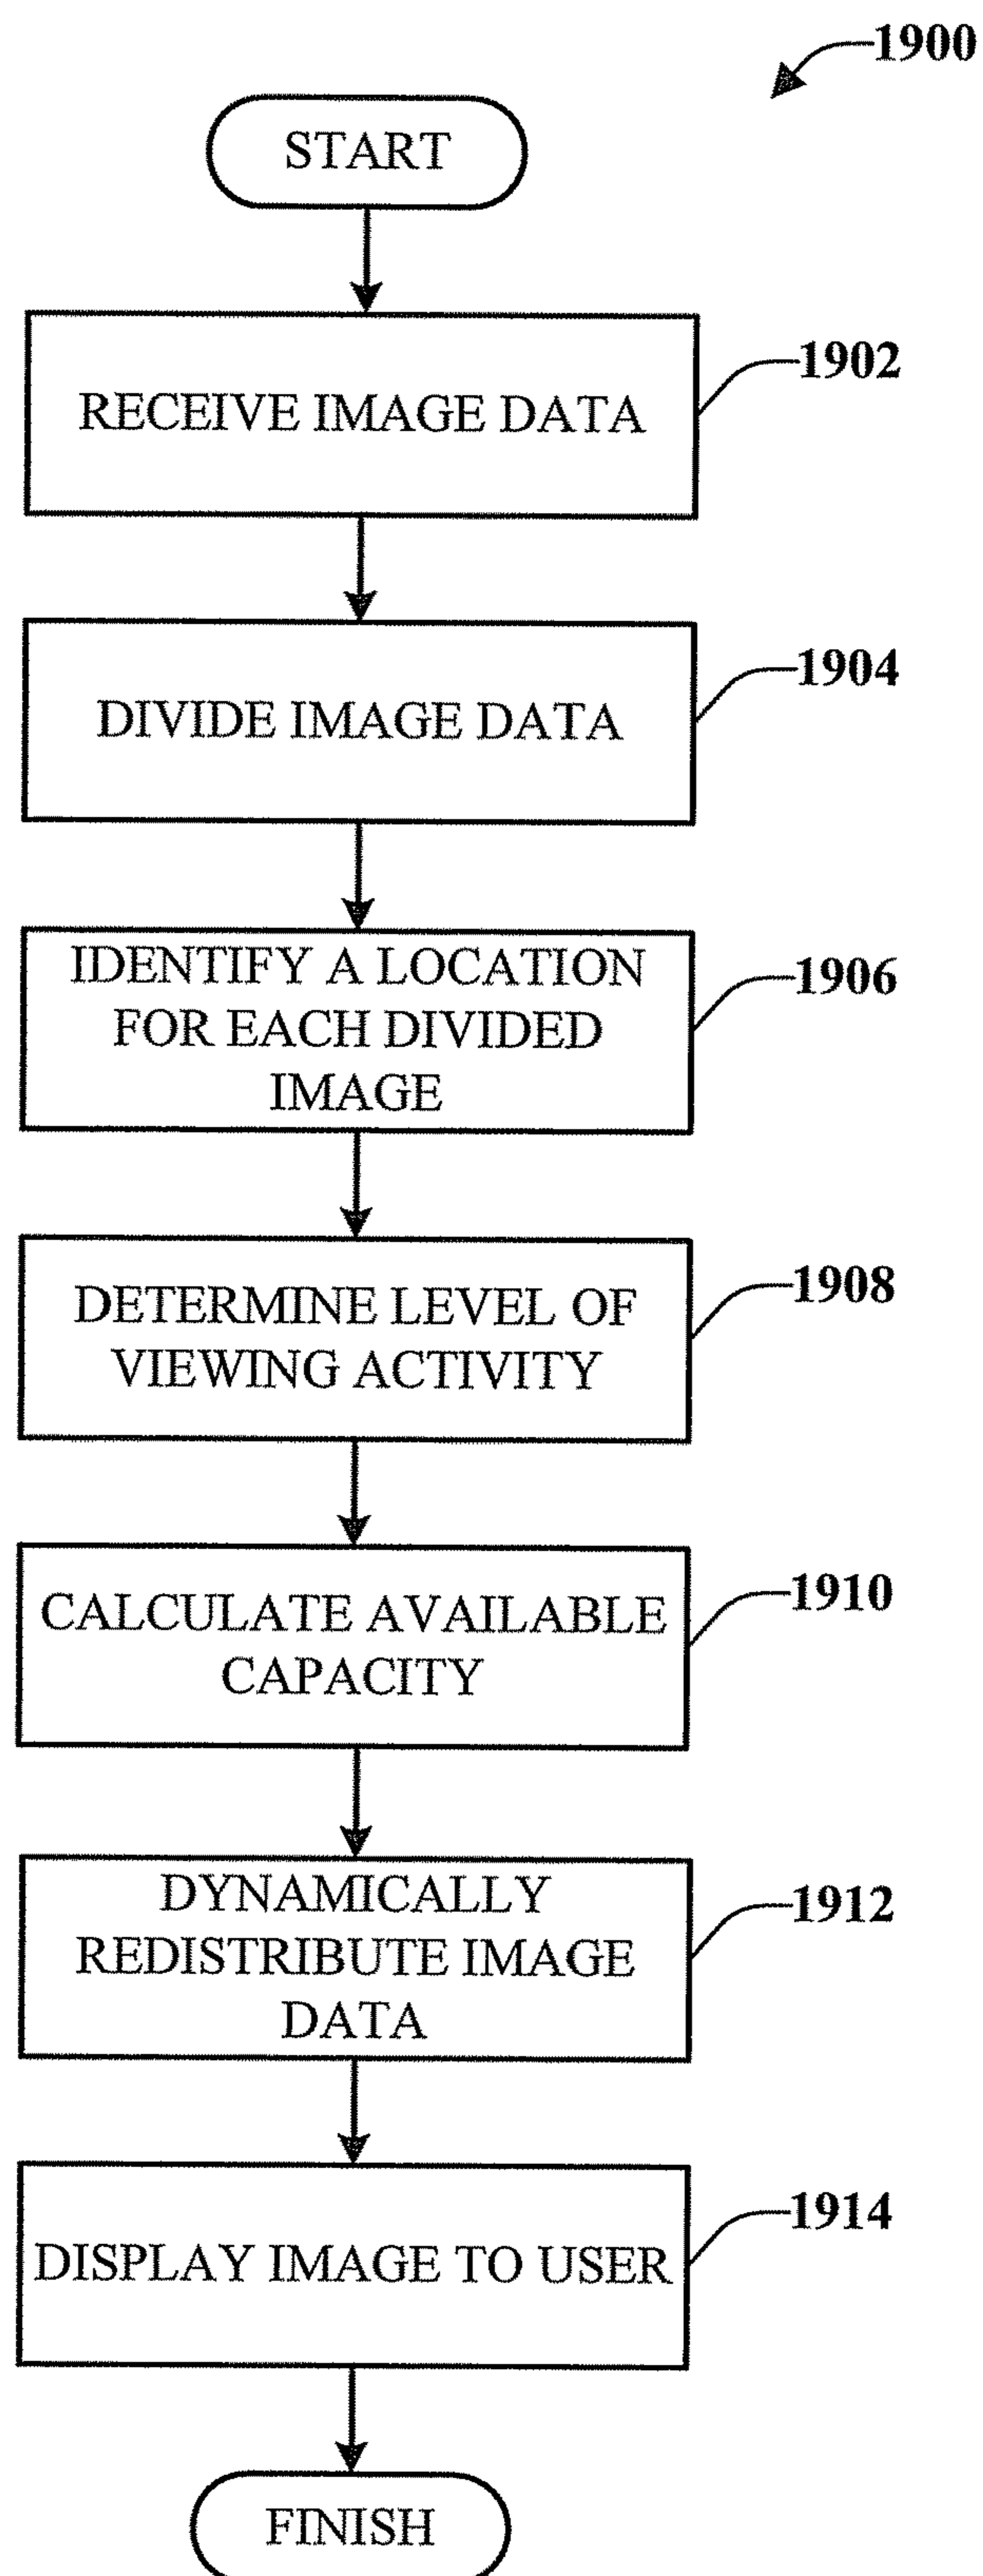 1900
START
RECEIVE IMAGE DATA
1902
DIVIDE IMAGE DATA
1904
IDENTIFY A LOCATION
FOR EACH DIVIDED
IMAGE
1906
DETERMINE LEVEL OF
VIEWING ACTIVITY
1908
CALCULATE AVAILABLE
CAPACITY
1910
DYNAMICALLY
REDISTRIBUTE IMAGE
DATA
1912
DISPLAY IMAGE TO USER
1914
FINISH